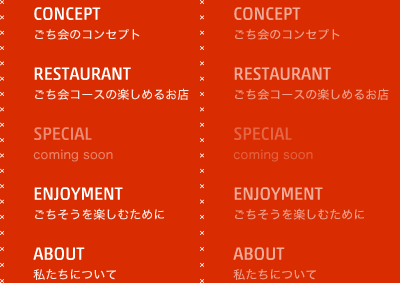 CONCEPT
ごち会のコンセプト
RESTAURANT
ごち会コースの楽しめるお店
SPECIAL
coming soon
ENJOYMENT
ごちそうを楽しむために
ABOUT
私たちについて
CONCEPT
ごち会のコンセプト
RESTAURANT
ごち会コースの楽しめるお店
SPECIAL
coming soon
ENJOYMENT
ごちそうを楽しむために
ABOUT
私たちについて